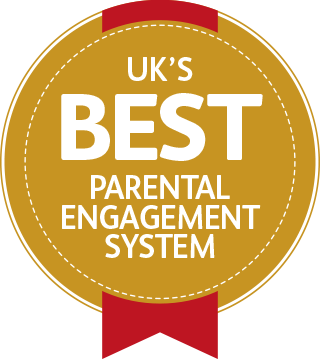 UK’S
BEST
PARENTAL
ENGAGEMENT
SYSTEM